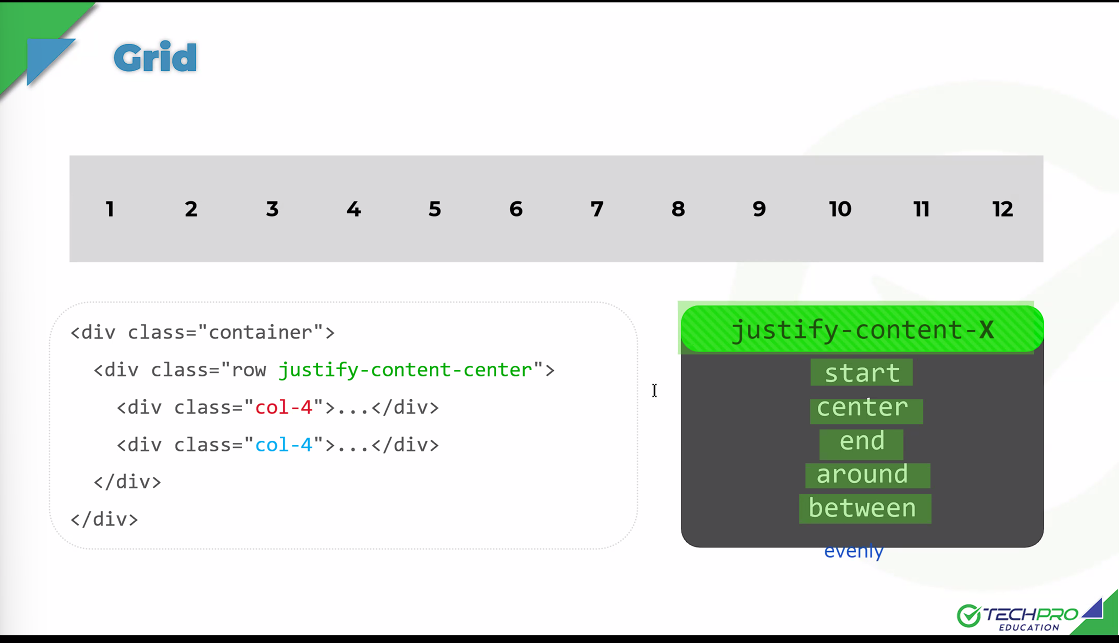 Grid
1 2 3 4 5 6 7 8 9 10 11 12
<div class="container">
<div class="row justify-content-center">
<div class="col-4">...</div>
<div class="col-4">...</div>
</div>
</div>
justify-content-X
start
center
end
around
between
evenly
TECHPRO
EDUCATION